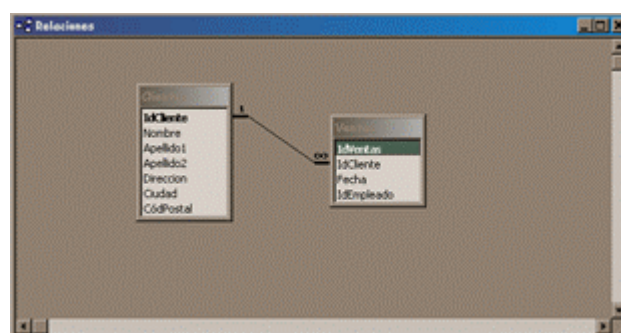 Relaciones
IdCliente
Nombre
Apellido1
Apellido2
Direccion
Ciudad
CódPostal
1
∞
IdVentas
IdCliente
Fecha
IdEmpleado